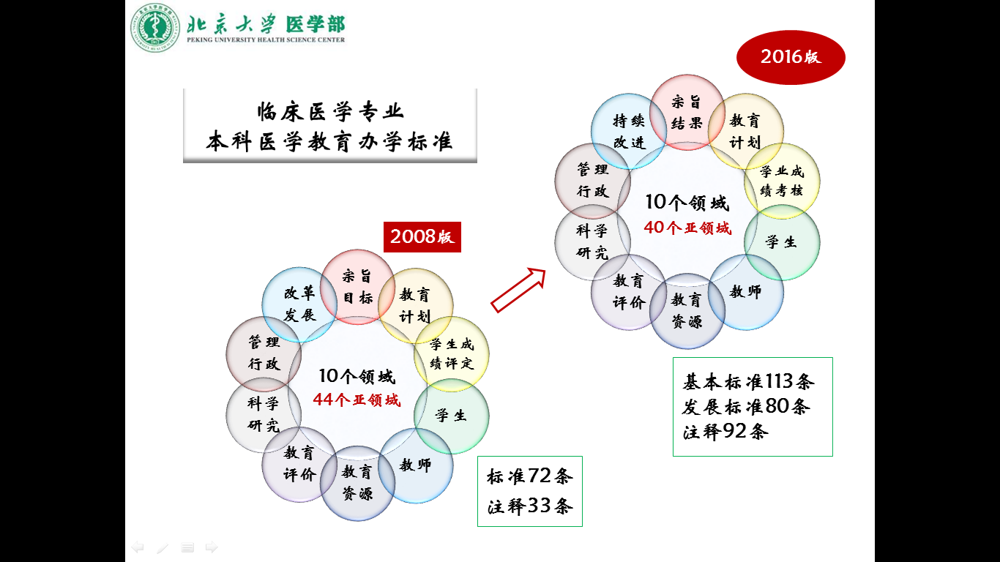 北京大学医学部
PEKING UNIVERSITY HEALTH SCIENCE CENTER
临床医学专业
本科医学教育办学标准
2016版
宗旨
结果
教育
计划
学业成
绩考核
学生
教师
教育
资源
教育
评价
科学
研究
管理
行政
持续
改进
10个领域
40个亚领域
基本标准113条
发展标准80条
注释92条
2008版
宗旨
目标
教育
计划
学生成
绩评定
学生
教师
教育
资源
教育
评价
科学
研究
管理
行政
改革
发展
10个领域
44个亚领域
标准72条
注释33条